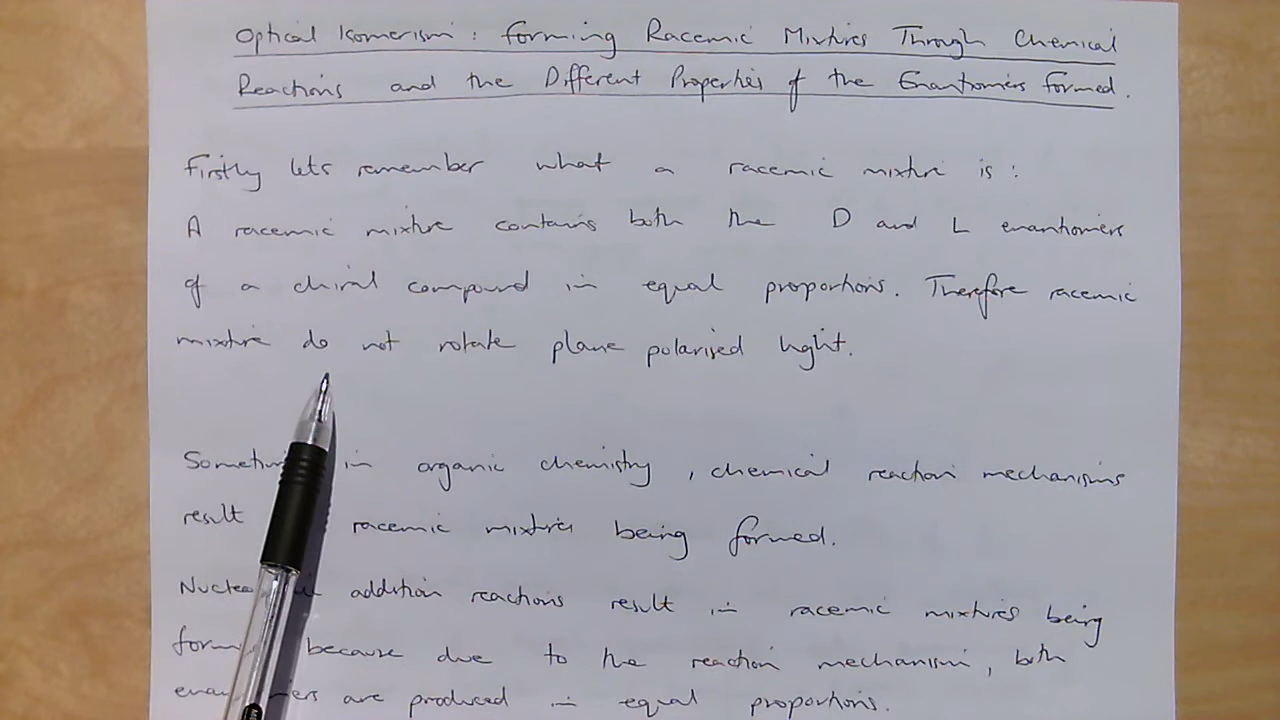 Optical Isomerism : Forming Racemic Mixtures Through Chemical
Reactions and the Different Properties of the Enantiomers Formed.
Firstly lets remember what a racemic mixture is :
A racemic mixture contains both the D and L enantiomers
of a chiral compound in equal proportions. Therefore racemic
mixture do not rotate plane polarised light.
in organic chemistry, chemical reaction mechanisms
result racemic mixtures being formed.
addition reactions result in racemic mixtures being
because due to the reaction mechanism, both
are produced in equal proportions.